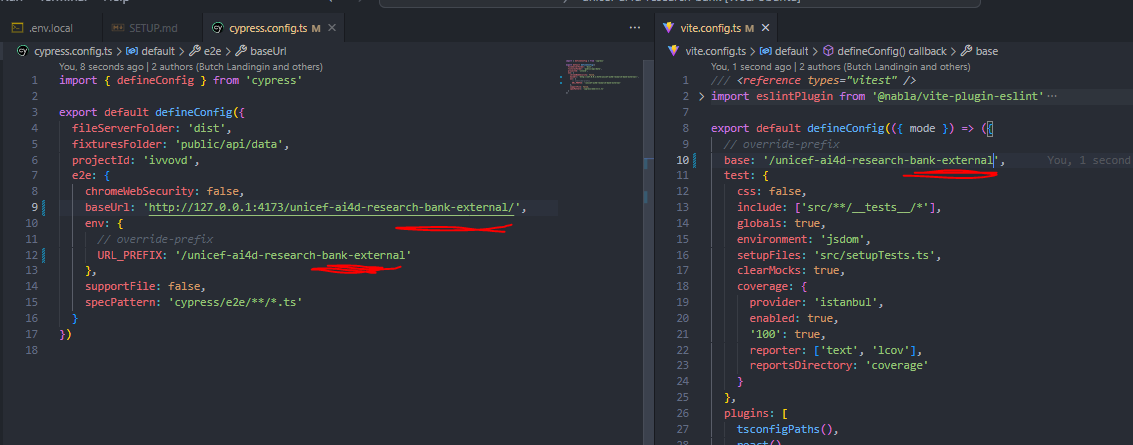 .env.local
SETUP.md
cypress.config.ts M
cypress.config.ts > default > e2e > baseUrl
You, 8 seconds ago | 2 authors (Butch Landingin and others)
1 import { defineConfig } from 'cypress'
2
3 export default defineConfig({
4 fileServerFolder: 'dist',
5 fixturesFolder: 'public/api/data',
6 projectId: 'ivvovd',
7 e2e: {
8 chromeWebSecurity: false,
9 baseUrl: 'http://127.0.0.1:4173/unicef-ai4d-research-bank-external/',
10 env: {
11 // override-prefix
12 URL_PREFIX: '/unicef-ai4d-research-bank-external'
13 },
14 supportFile: false,
15 specPattern: 'cypress/e2e/**/*.ts'
16 }
17 })
18
vite.config.ts M
vite.config.ts > default > defineConfig() callback > base
You, 1 second ago | 2 authors (Butch Landingin and others)
1 /// <reference types="vitest" />
2 import eslintPlugin from '@nabla/vite-plugin-eslint'
7
8 export default defineConfig(({ mode }) => ({
9 // override-prefix
10 base: '/unicef-ai4d-research-bank-external', You, 1 second
11 test: {
12 css: false,
13 include: ['src/**/__tests__/*'],
14 globals: true,
15 environment: 'jsdom',
16 setupFiles: 'src/setupTests.ts',
17 clearMocks: true,
18 coverage: {
19 provider: 'istanbul',
20 enabled: true,
21 '100': true,
22 reporter: ['text', 'lcov'],
23 reportsDirectory: 'coverage'
24 }
25 },
26 plugins: [
27 tsconfigPaths(),